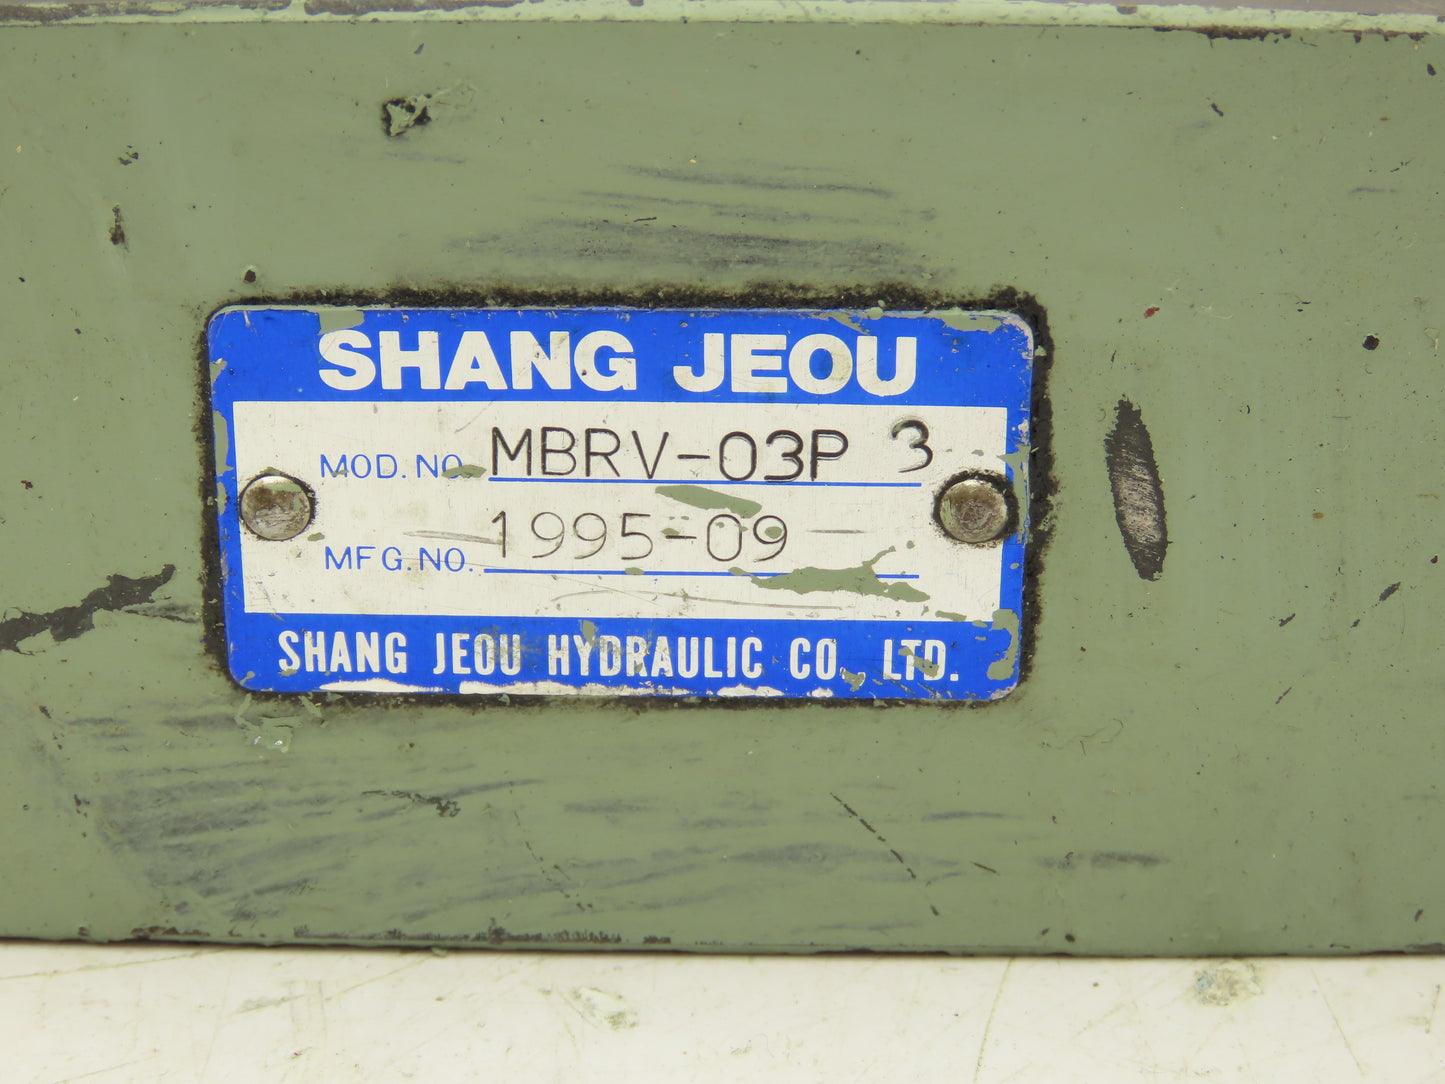 SHANG JEOU
MOD. NO. MBRV-03P 3
MFG. NO. 1995-09
SHANG JEOU HYDRAULIC CO., LTD.